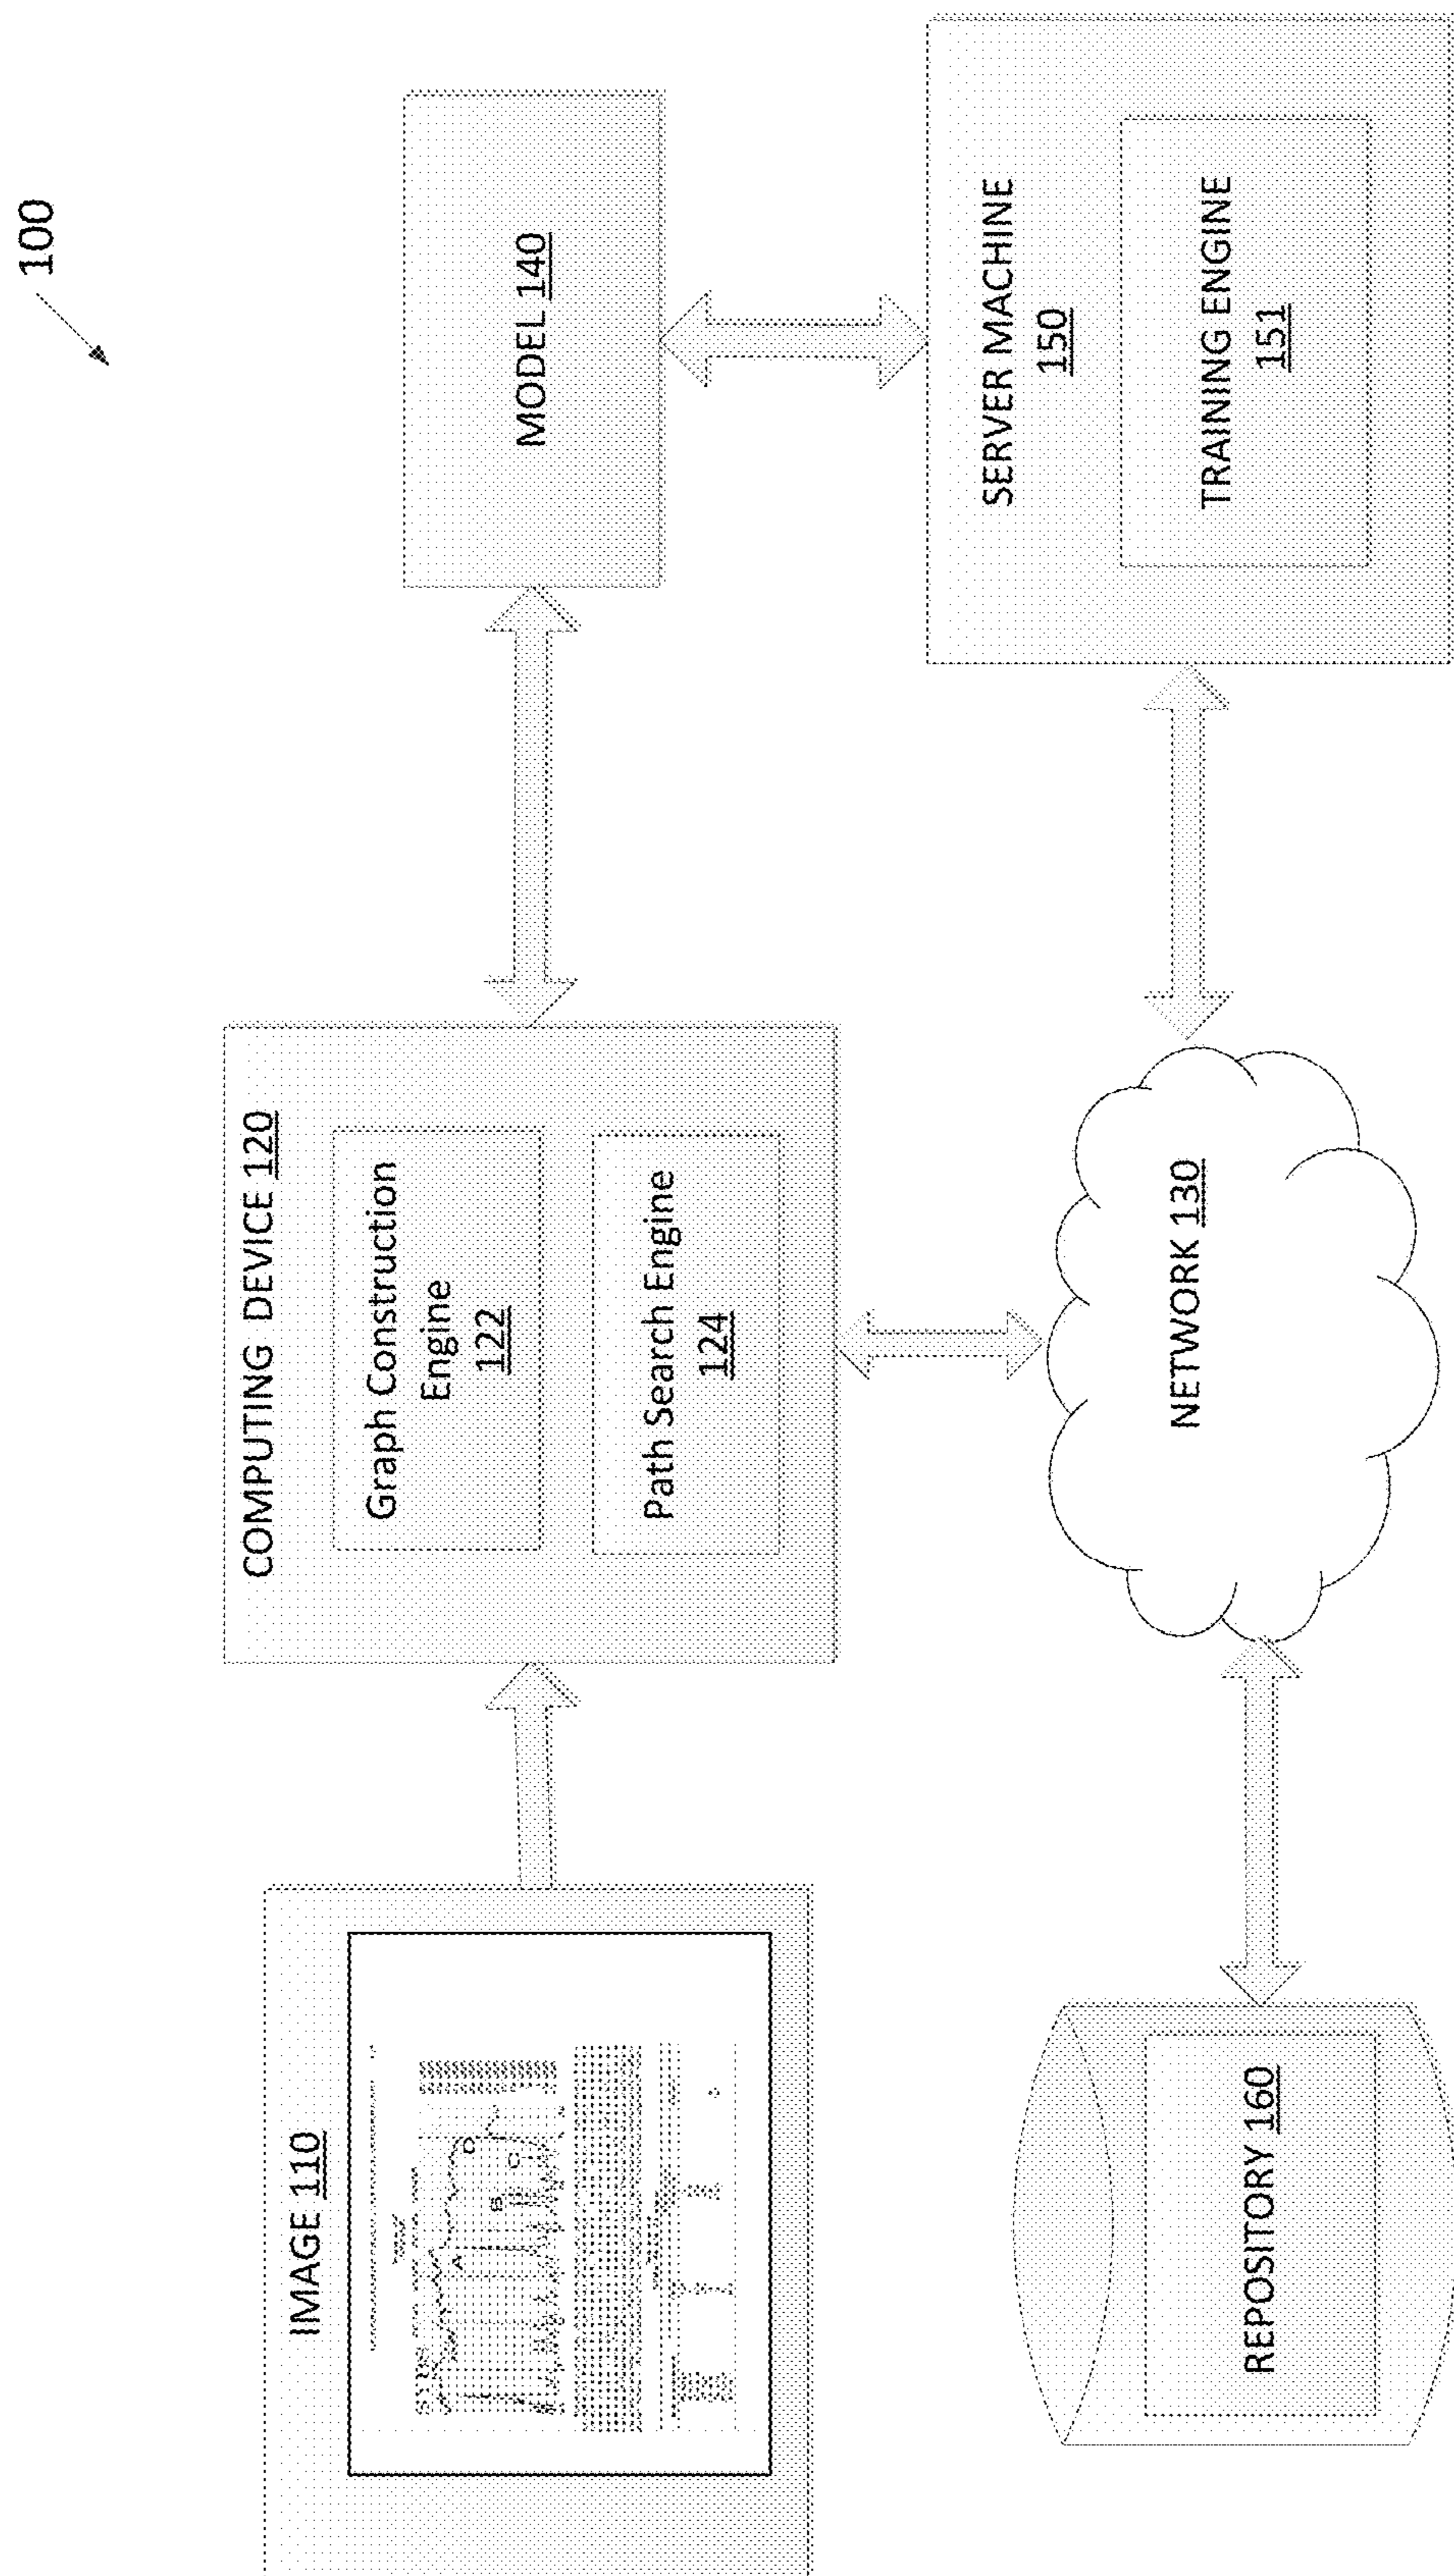 100
IMAGE 110
A
B
C
D
COMPUTING DEVICE 120
Graph Construction
Engine
122
Path Search Engine
124
MODEL 140
REPOSITORY 160
NETWORK 130
SERVER MACHINE
150
TRAINING ENGINE
151